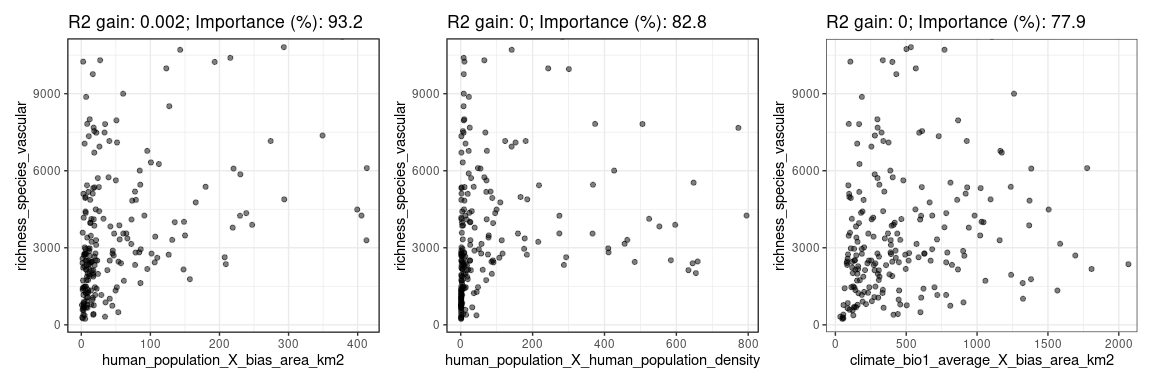 R2 gain: 0.002; Importance (%): 93.2
richness_species_vascular
9000
6000
3000
0
0 100 200 300 400
human_population_X_bias_area_km2
R2 gain: 0; Importance (%): 82.8
richness_species_vascular
9000
6000
3000
0
0 200 400 600 800
human_population_X_human_population_density
R2 gain: 0; Importance (%): 77.9
richness_species_vascular
9000
6000
3000
0
0 500 1000 1500 2000
climate_bio1_average_X_bias_area_km2